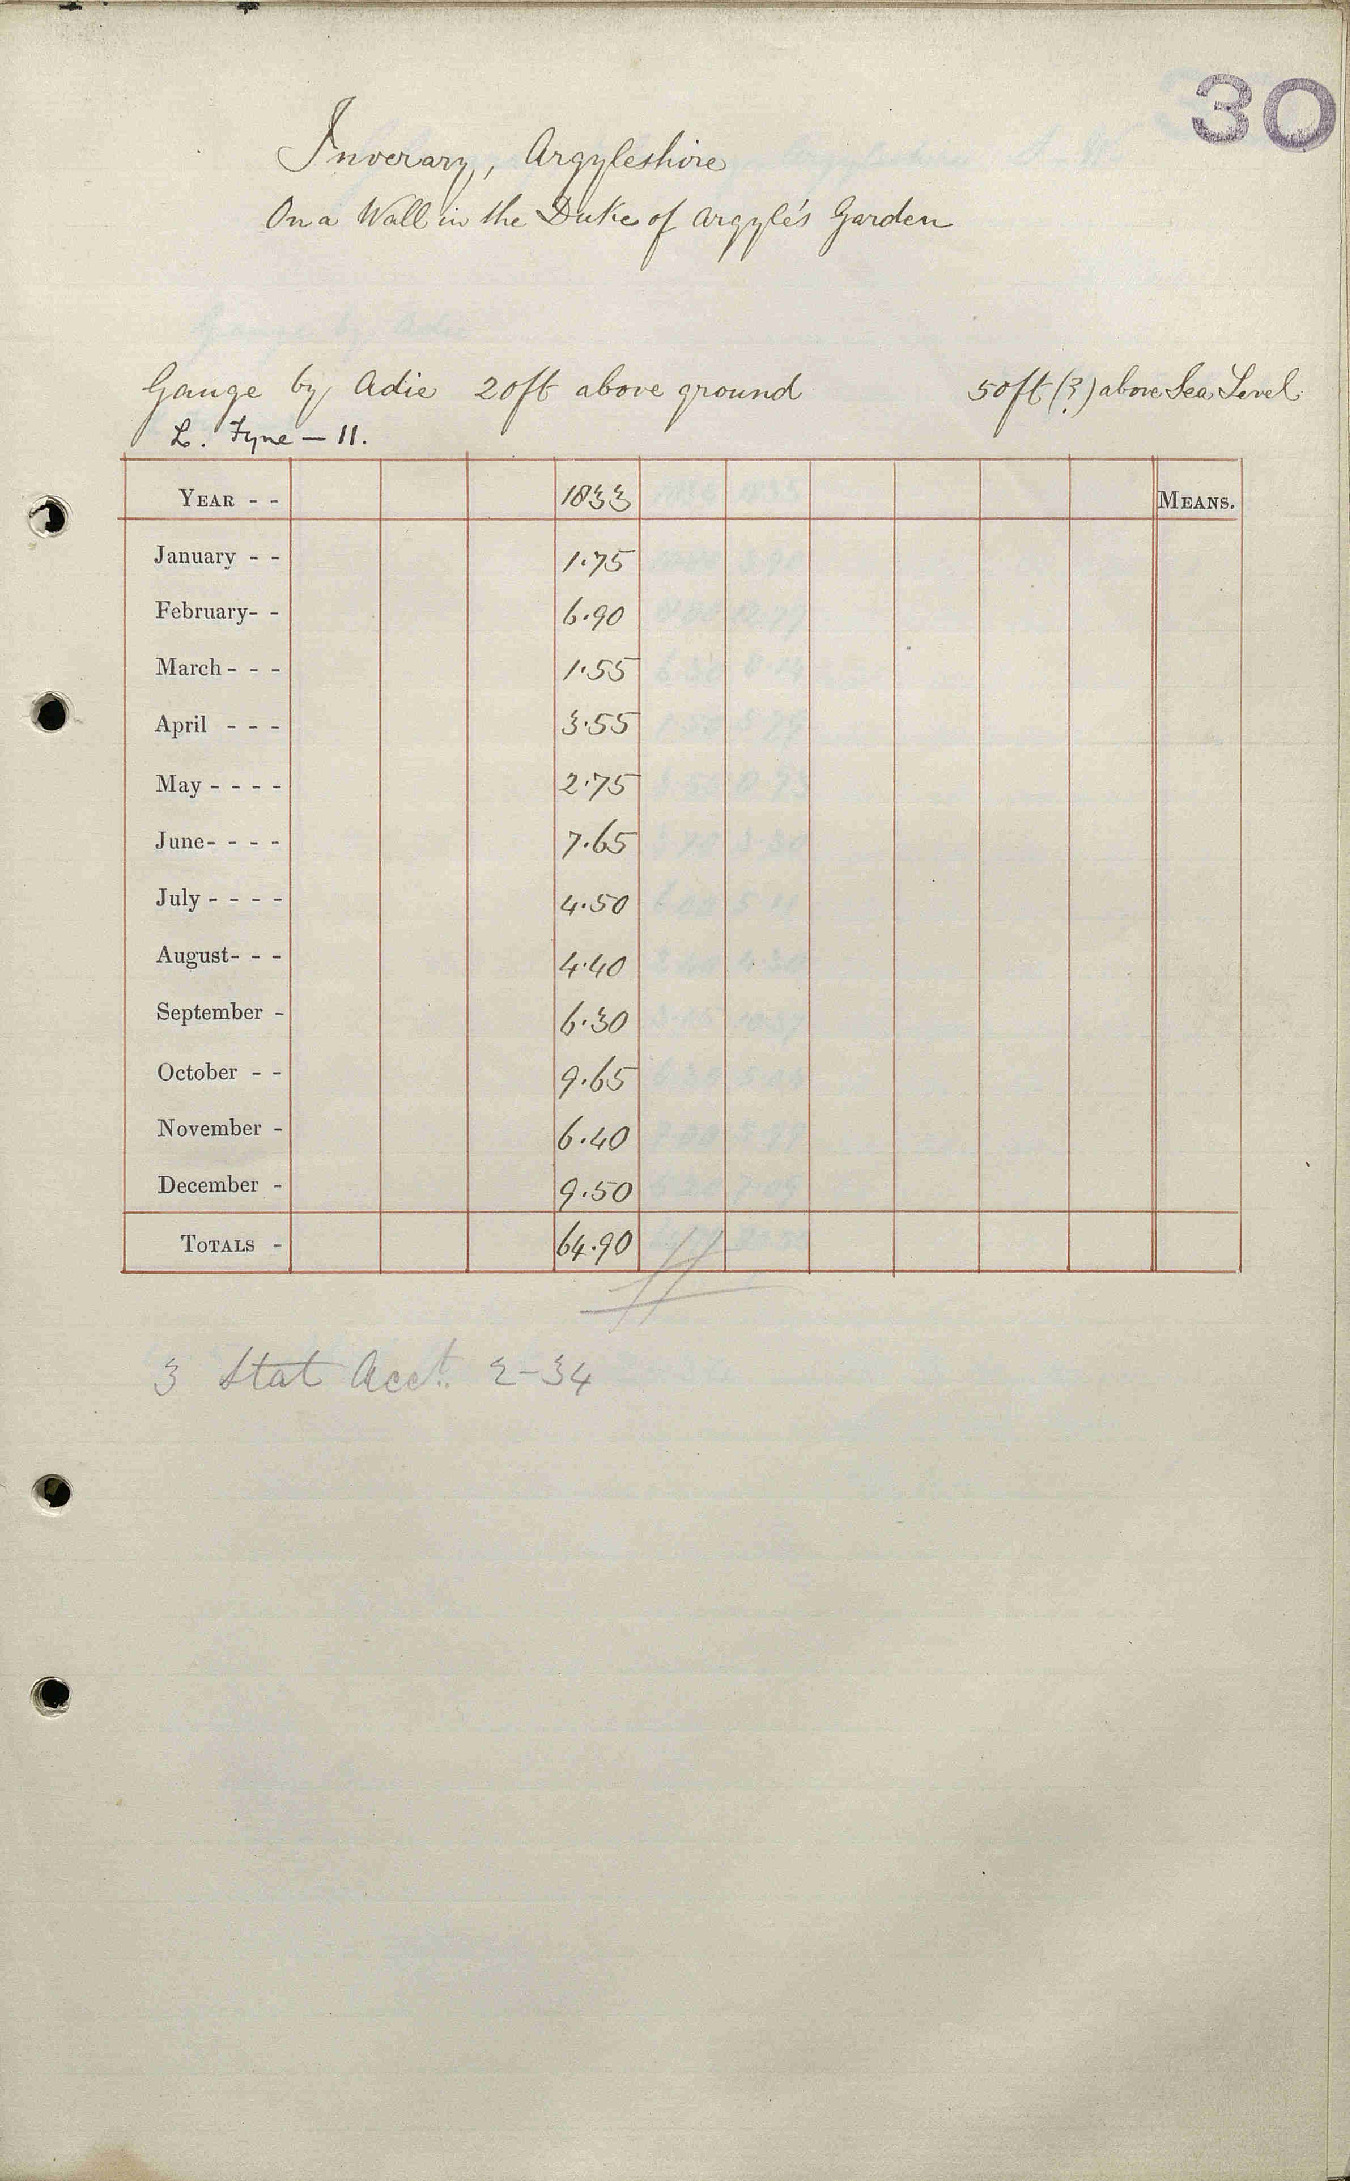 30
Inverary, Argyleshire
On a Wall in the Duke of Argyle's Garden
Gauge by Adie 20ft above ground 50ft (?) above Sea Level
L. Fyne — 11.
YEAR - - 1833 MEANS.
January - - 1.75
February- - 6.90
March - - - 1.55
April - - - 3.55
May - - - - 2.75
June- - - - 7.65
July - - - - 4.50
August- - - 4.40
September - 6.30
October - - 9.65
November - 6.40
December - 9.50
TOTALS - 64.90
3 Stat Acct. 2-34